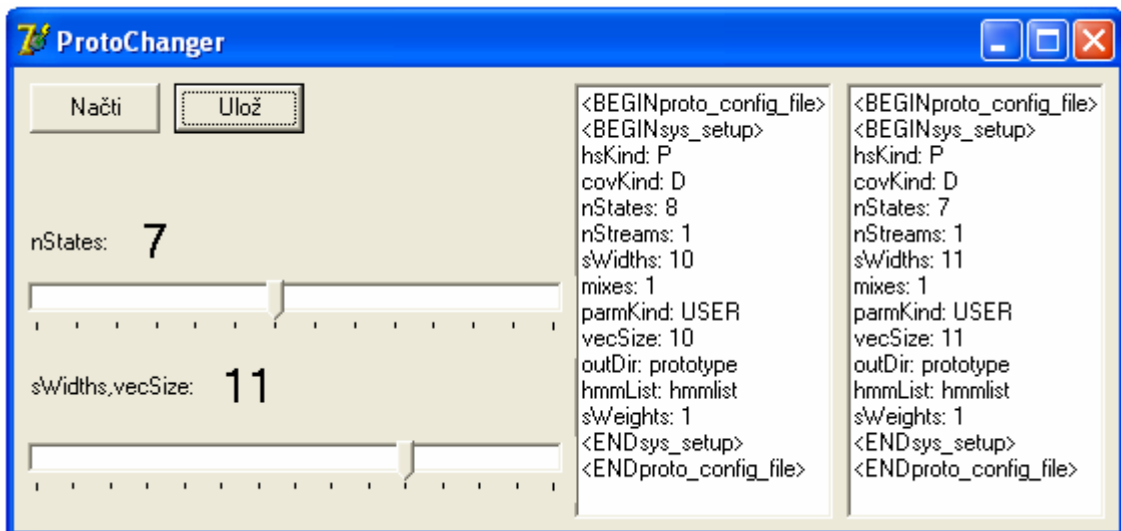 ProtoChanger
Načti
Ulož
nStates: 7
sWidths,vecSize: 11
<BEGINproto_config_file>
<BEGINsys_setup>
hsKind: P
covKind: D
nStates: 8
nStreams: 1
sWidths: 10
mixes: 1
parmKind: USER
vecSize: 10
outDir: prototype
hmmList: hmmlist
sWeights: 1
<ENDsys_setup>
<ENDproto_config_file>
<BEGINproto_config_file>
<BEGINsys_setup>
hsKind: P
covKind: D
nStates: 7
nStreams: 1
sWidths: 11
mixes: 1
parmKind: USER
vecSize: 11
outDir: prototype
hmmList: hmmlist
sWeights: 1
<ENDsys_setup>
<ENDproto_config_file>